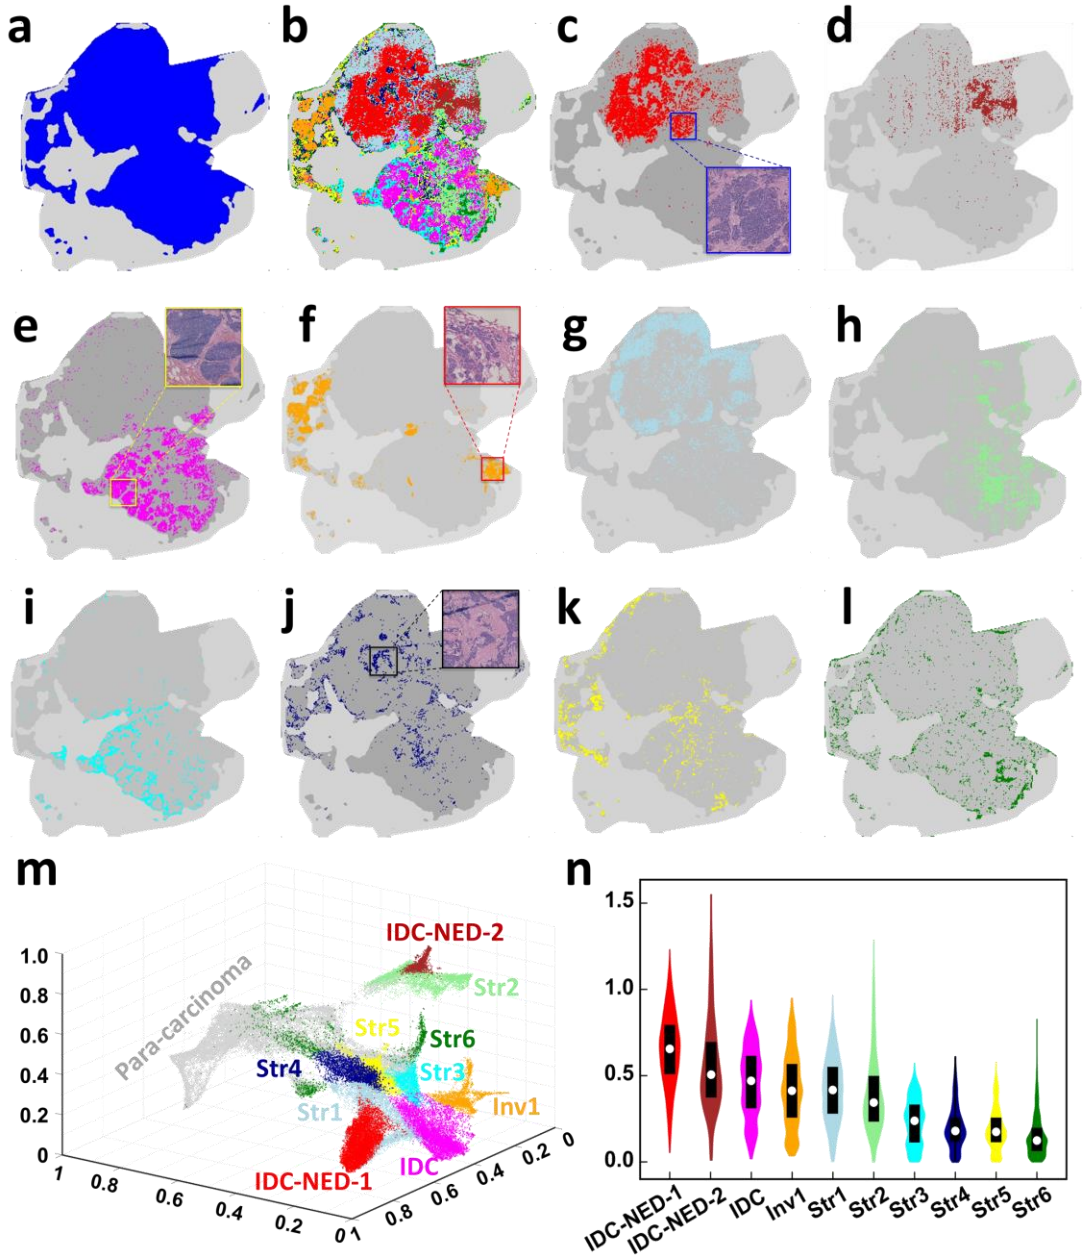 a b c d
e f g h
i j k l
m n
IDC-NED-2
Para-carcinoma
Str2
Str5
Str6
Str4
Str3
Str1
Inv1
IDC
IDC-NED-1
1.0
0.8
0.6
0.4
0.2
0
1 0.8 0.6 0.4 0.2 0
1 0.8 0.6 0.4 0.2 0
1.5
1.0
0.5
0.0
IDC-NED-1 IDC-NED-2 IDC Inv1 Str1 Str2 Str3 Str4 Str5 Str6